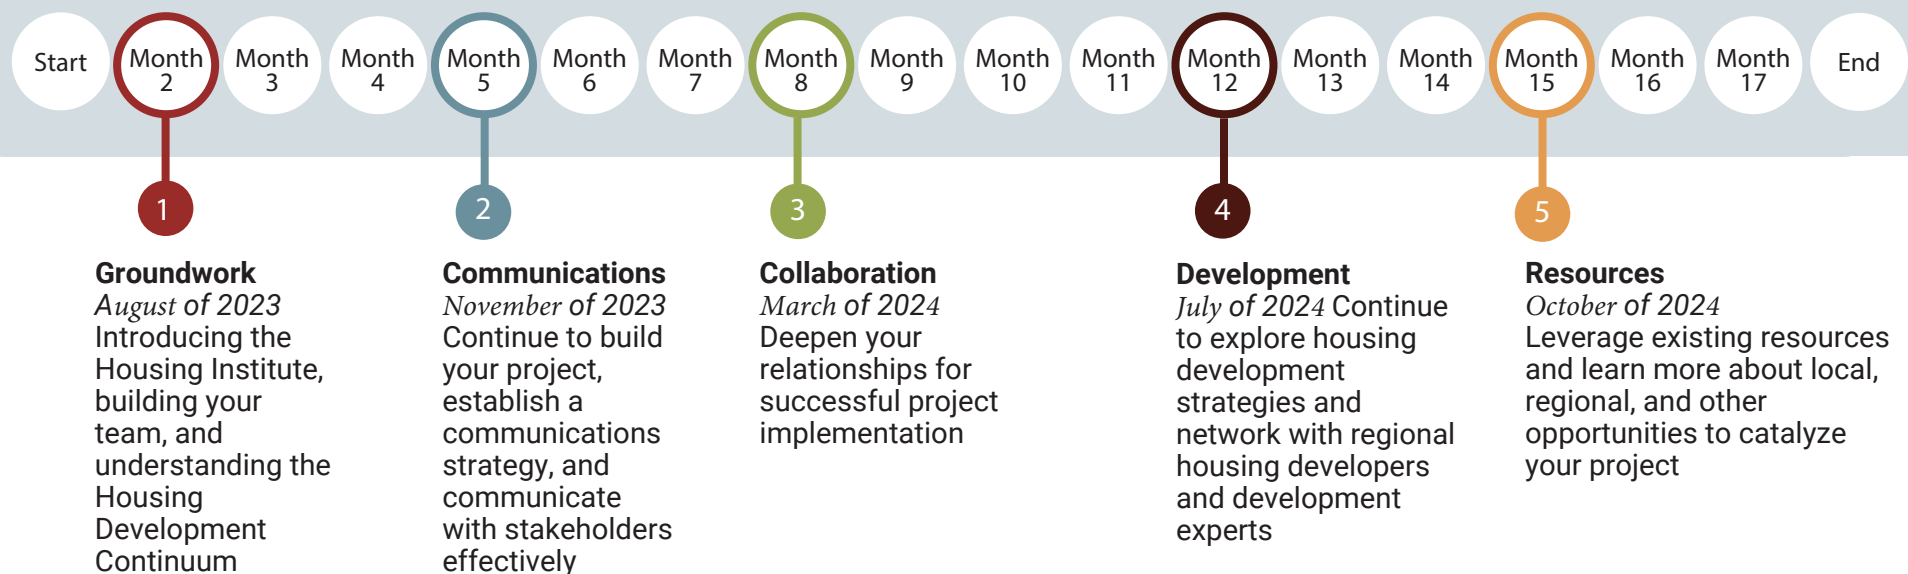 Start
Month
2
Month
3
Month
4
Month
5
Month
6
Month
7
Month
8
Month
9
Month
10
Month
11
Month
12
Month
13
Month
14
Month
15
Month
16
Month
17
End
1
2
3
4
5
Groundwork
August of 2023
Introducing the
Housing Institute,
building your
team, and
understanding the
Housing
Development
Continuum
Communications
November of 2023
Continue to build
your project,
establish a
communications
strategy, and
communicate
with stakeholders
effectively
Collaboration
March of 2024
Deepen your
relationships for
successful project
implementation
Development
July of 2024 Continue
to explore housing
development
strategies and
network with regional
housing developers
and development
experts
Resources
October of 2024
Leverage existing resources
and learn more about local,
regional, and other
opportunities to catalyze
your project